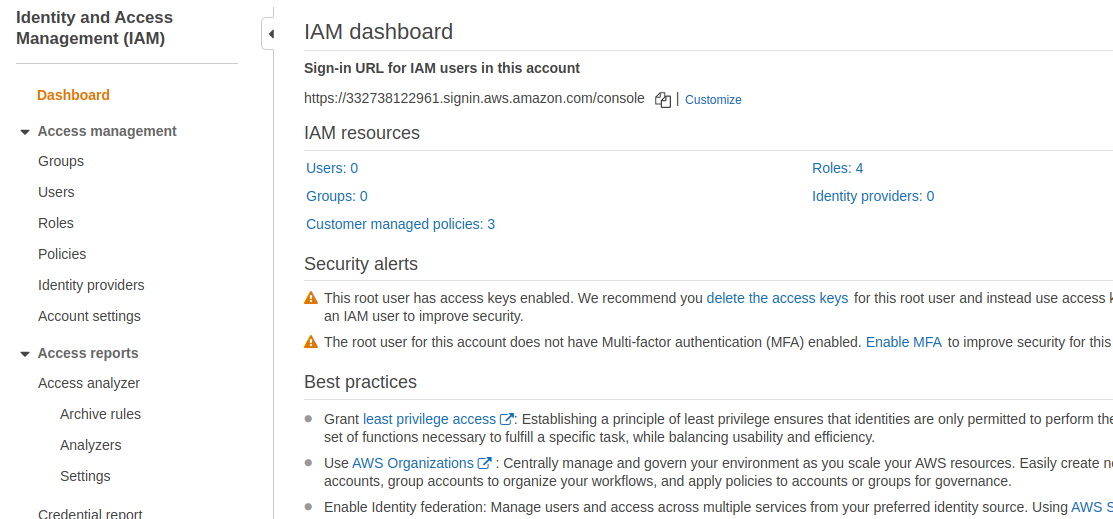 Identity and Access
Management (IAM)
Dashboard
Access management
Groups
Users
Roles
Policies
Identity providers
Account settings
Access reports
Access analyzer
Archive rules
Analyzers
Settings
Credential report
IAM dashboard
Sign-in URL for IAM users in this account
https://332738122961.signin.aws.amazon.com/console | Customize
IAM resources
Users: 0 Roles: 4
Groups: 0 Identity providers: 0
Customer managed policies: 3
Security alerts
This root user has access keys enabled. We recommend you delete the access keys for this root user and instead use access
an IAM user to improve security.
The root user for this account does not have Multi-factor authentication (MFA) enabled. Enable MFA to improve security for this
Best practices
Grant least privilege access : Establishing a principle of least privilege ensures that identities are only permitted to perform the
set of functions necessary to fulfill a specific task, while balancing usability and efficiency.
Use AWS Organizations : Centrally manage and govern your environment as you scale your AWS resources. Easily create
accounts, group accounts to organize your workflows, and apply policies to accounts or groups for governance.
Enable Identity federation: Manage users and access across multiple services from your preferred identity source. Using AWS